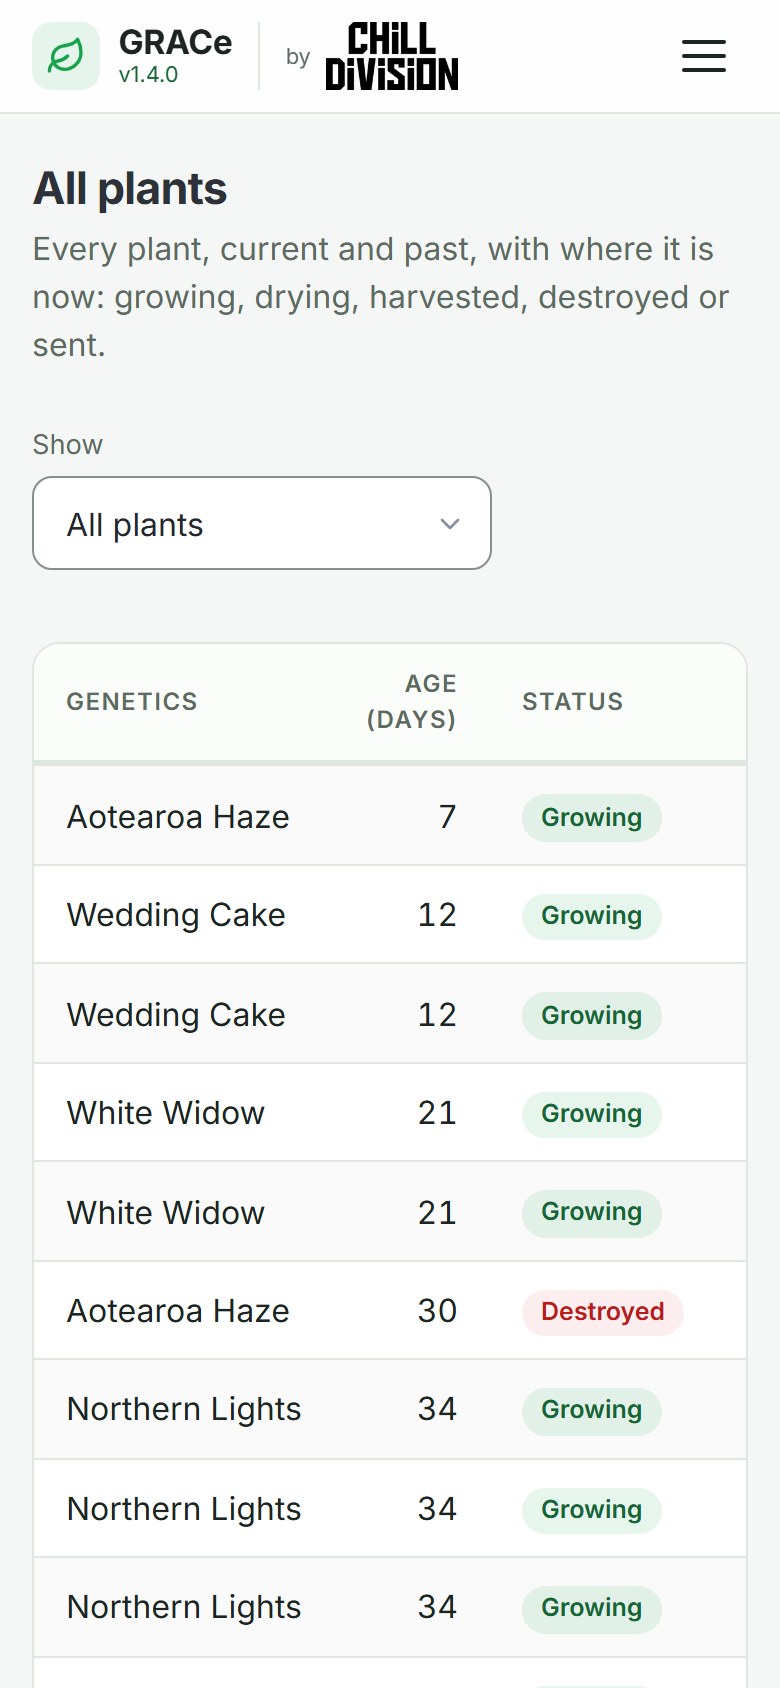 GRACe
v1.4.0
by
CHiLL
DiViSiON
All plants
Every plant, current and past, with where it is
now: growing, drying, harvested, destroyed or
sent.
Show
All plants
GENETICS AGE (DAYS) STATUS
Aotearoa Haze 7 Growing
Wedding Cake 12 Growing
Wedding Cake 12 Growing
White Widow 21 Growing
White Widow 21 Growing
Aotearoa Haze 30 Destroyed
Northern Lights 34 Growing
Northern Lights 34 Growing
Northern Lights 34 Growing